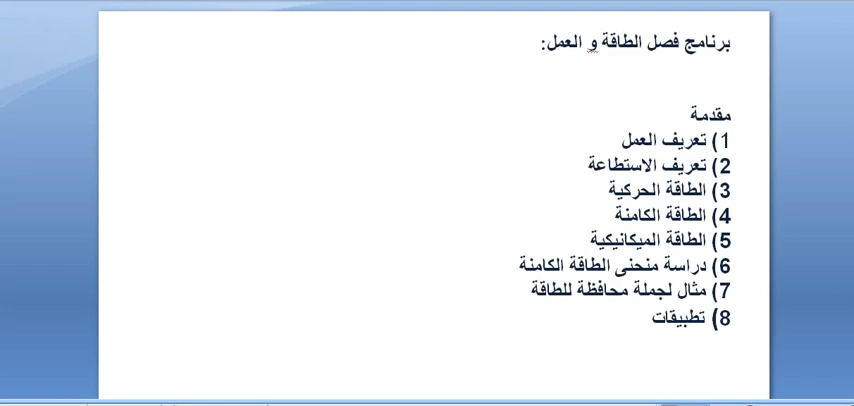 برنامج فصل الطاقة و العمل:
مقدمة
1) تعريف العمل
2) تعريف الاستطاعة
3) الطاقة الحركية
4) الطاقة الكامنة
5) الطاقة الميكانيكية
6) دراسة منحنى الطاقة الكامنة
7) مثال لجملة محافظة للطاقة
8) تطبيقات